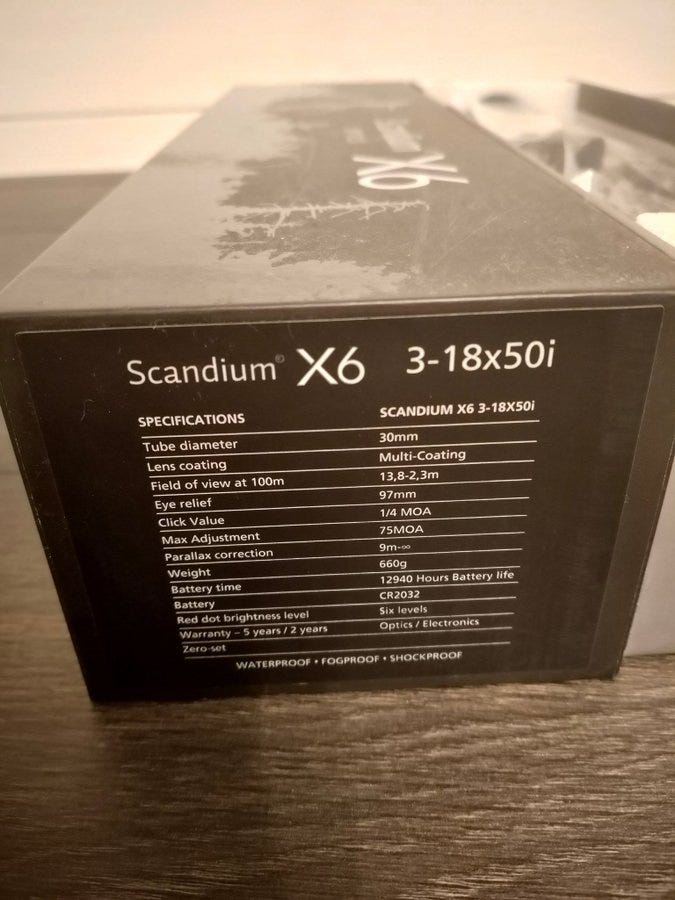 X6
Scandium® X6 3-18x50i
SPECIFICATIONS SCANDIUM X6 3-18X50i
Tube diameter 30mm
Lens coating Multi-Coating
Field of view at 100m 13,8-2,3m
Eye relief 97mm
Click Value 1/4 MOA
Max Adjustment 75MOA
Parallax correction 9m-∞
Weight 660g
Battery time 12940 Hours Battery life
Battery CR2032
Red dot brightness level Six levels
Warranty – 5 years / 2 years Optics / Electronics
Zero-set
WATERPROOF • FOGPROOF • SHOCKPROOF